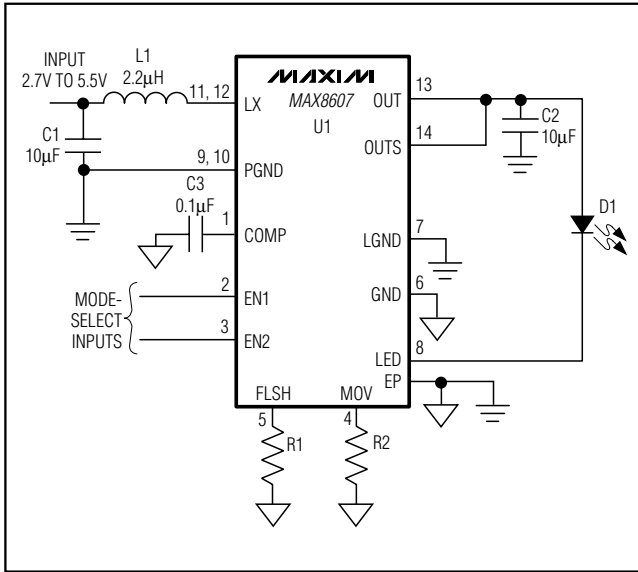 INPUT
2.7V TO 5.5V
L1
2.2µH
11, 12
LX
MAXIM
MAX8607
U1
OUT
13
OUTS
14
C2
10µF
C1
10µF
9, 10
PGND
C3
0.1µF
1
COMP
D1
LGND
7
GND
6
MODE-
SELECT
INPUTS
2
EN1
3
EN2
LED
8
EP
FLSH
MOV
5
4
R1
R2